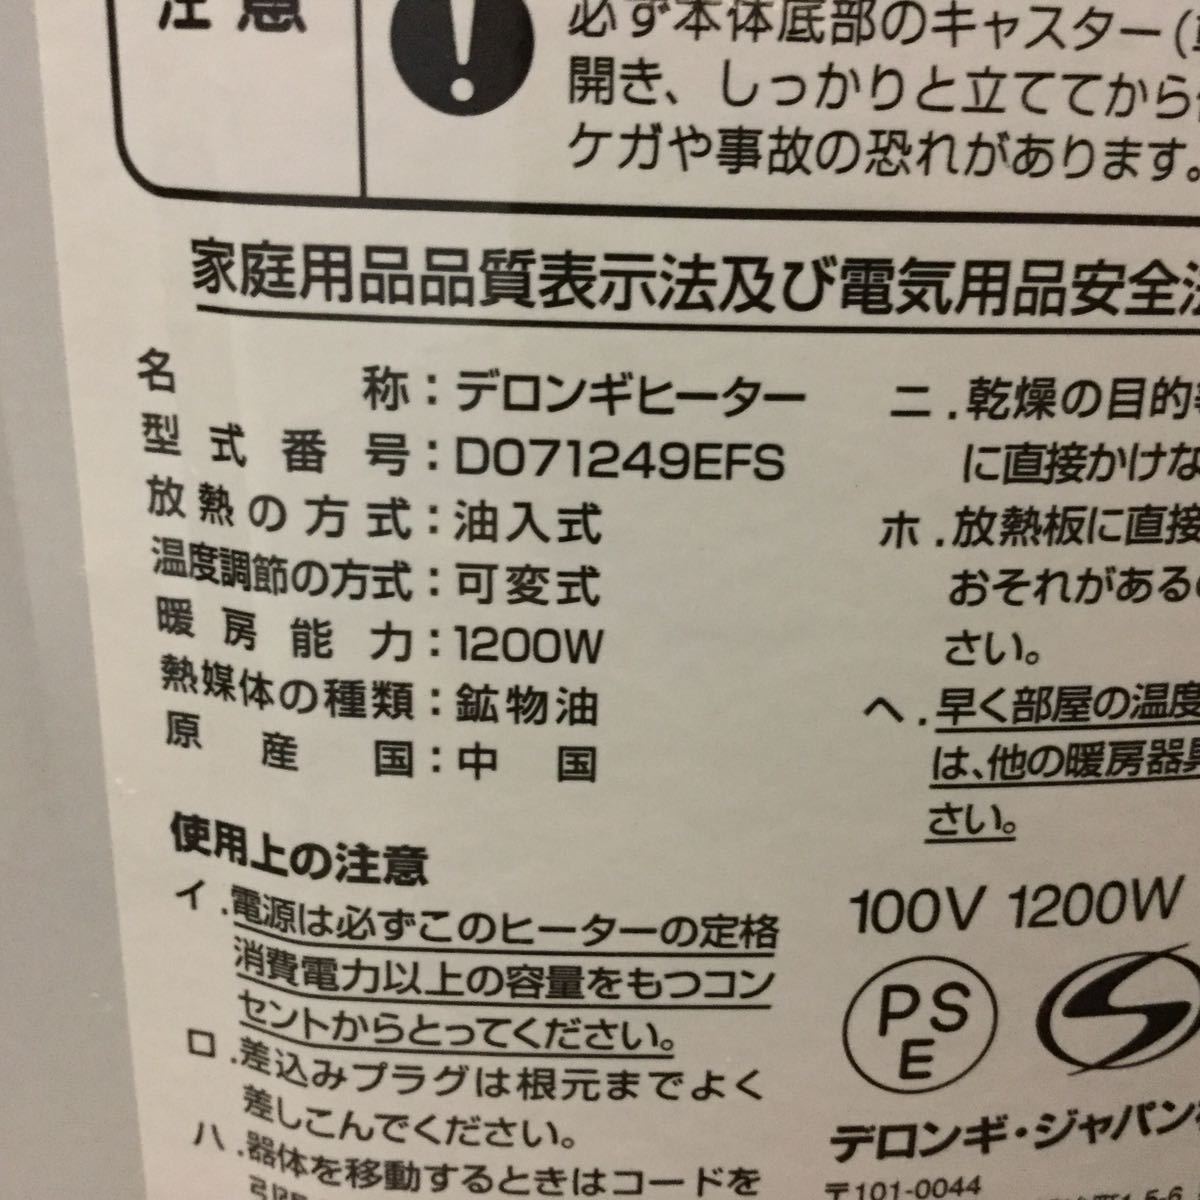 注意
必ず本体底部のキャスター(
開き、しっかりと立ててから
ケガや事故の恐れがあります。
家庭用品品質表示法及び電気用品安全法
名称：デロンギヒーター
型式番号：D071249EFS
放熱の方式：油入式
温度調節の方式：可変式
暖房能力：1200W
熱媒体の種類：鉱物油
原産国：中国
使用上の注意
イ.電源は必ずこのヒーターの定格
消費電力以上の容量をもつコン
セントからとってください。
ロ.差込みプラグは根元までよく
差しこんでください。
ハ.器体を移動するときはコードを
ニ.乾燥の目的
に直接かけな
ホ.放熱板に直接
おそれがある
さい。
ヘ.早く部屋の温度
は、他の暖房器具
さい。
100V 1200W
PS
E
デロンギ・ジャパン
〒101-0044